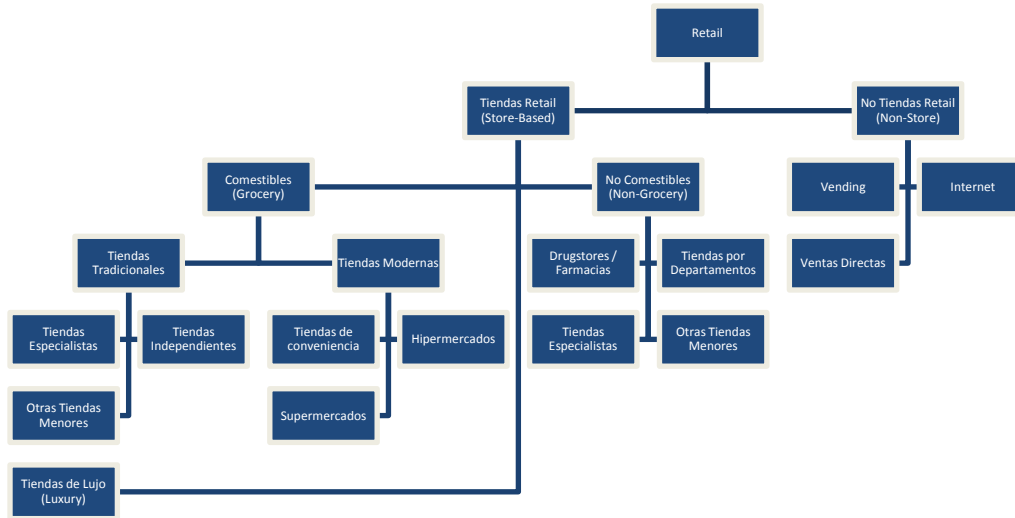 Retail
Tiendas Retail
(Store-Based)
No Tiendas Retail
(Non-Store)
Comestibles
(Grocery)
No Comestibles
(Non-Grocery)
Vending
Internet
Tiendas
Tradicionales
Tiendas Modernas
Drugstores /
Farmacias
Tiendas por
Departamentos
Ventas Directas
Tiendas
Especialistas
Tiendas
Independientes
Tiendas de
conveniencia
Hipermercados
Tiendas
Especialistas
Otras Tiendas
Menores
Otras Tiendas
Menores
Supermercados
Tiendas de Lujo
(Luxury)